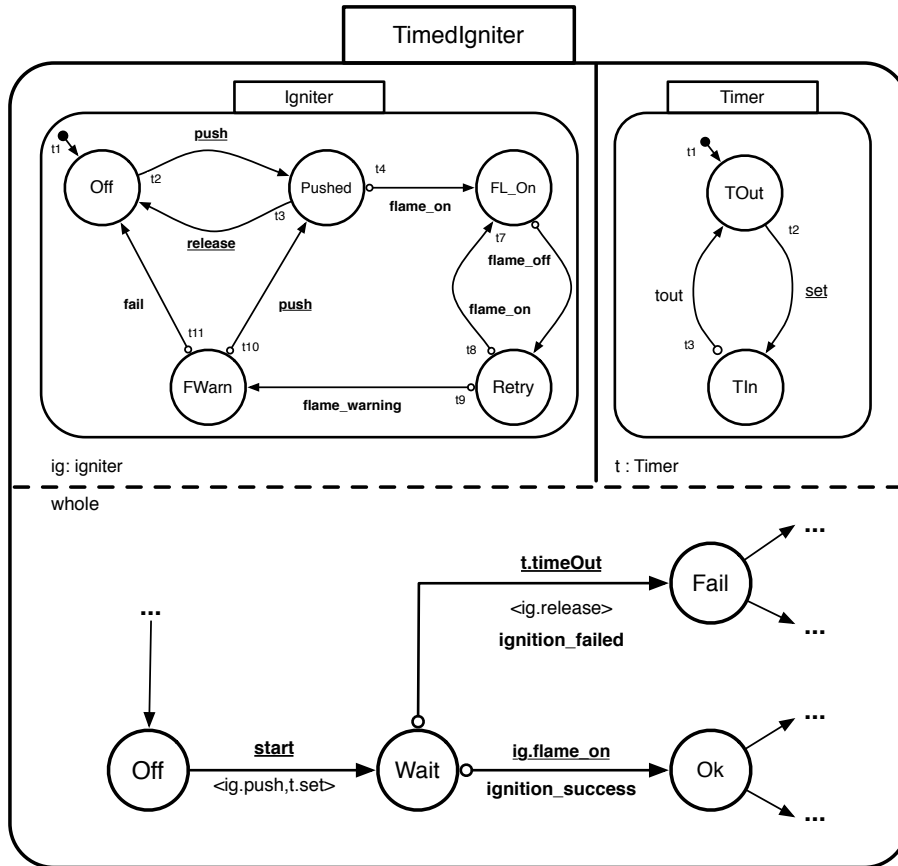 TimedIgniter
Igniter
Timer
t1
push
Off
t2
Pushed
t3
t4
flame_on
FL_On
release
t7
flame_off
flame_on
fail
push
t11
t10
t8
FWarn
flame_warning
t9
Retry
t1
TOut
t2
tout
set
t3
TIn
ig: igniter
t : Timer
whole
...
t.timeOut
<ig.release>
ignition_failed
Fail
...
...
...
Off
start
<ig.push,t.set>
Wait
ig.flame_on
ignition_success
Ok
...